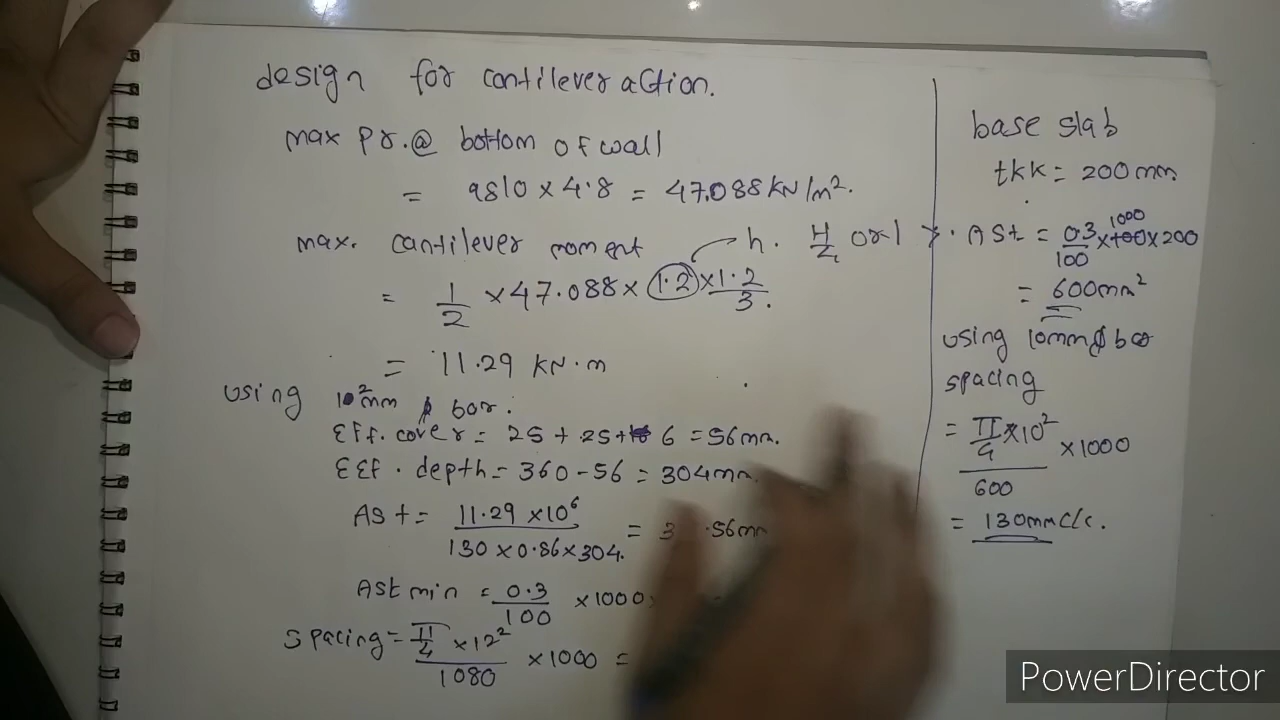 design for cantilever action.
max pr. @ bottom of wall
= 9810 × 4.8 = 47.088 KN/m².
max. cantilever moment h. H/4 or 1
= 1/2 × 47.088 × 1.2 × 1.2/3.
= 11.29 KN.m
using 12mm ϕ bar.
Eff. cover = 25 + 25 + 6 = 56mm.
Eff. depth = 360 - 56 = 304mm.
Ast = 11.29 × 10⁶ / 130 × 0.86 × 304. =
Ast min = 0.3/100 × 1000
spacing = π/4 × 12² / 1080 × 1000 =
base slab
tkk = 200mm
Ast = 0.3/100 × 1000 × 200
= 600mm²
using 10mm ϕ bar
spacing
= π/4 × 10² / 600 × 1000
= 130mm c/c.
PowerDirector